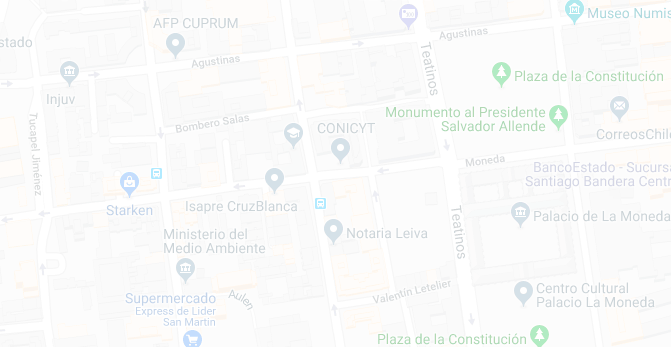 Museo Numis
AFP CUPRUM
stado
Agustinas
Agustinas
Teatinos
Plaza de la Constitución
Injuv
Monumento al Presidente
Salvador Allende
Bombero Salas
CONICYT
CorreosChile
Tucapel Jiménez
Moneda
BancoEstado - Sucursa
Santiago Bandera Centr
Starken
Isapre CruzBlanca
Teatinos
Palacio de La Moneda
Ministerio del
Medio Ambiente
Notaria Leiva
Supermercado
Express de Lider
San Martin
Aulen
Valentín Letelier
Centro Cultural
Palacio La Moneda
Plaza de la Constitución